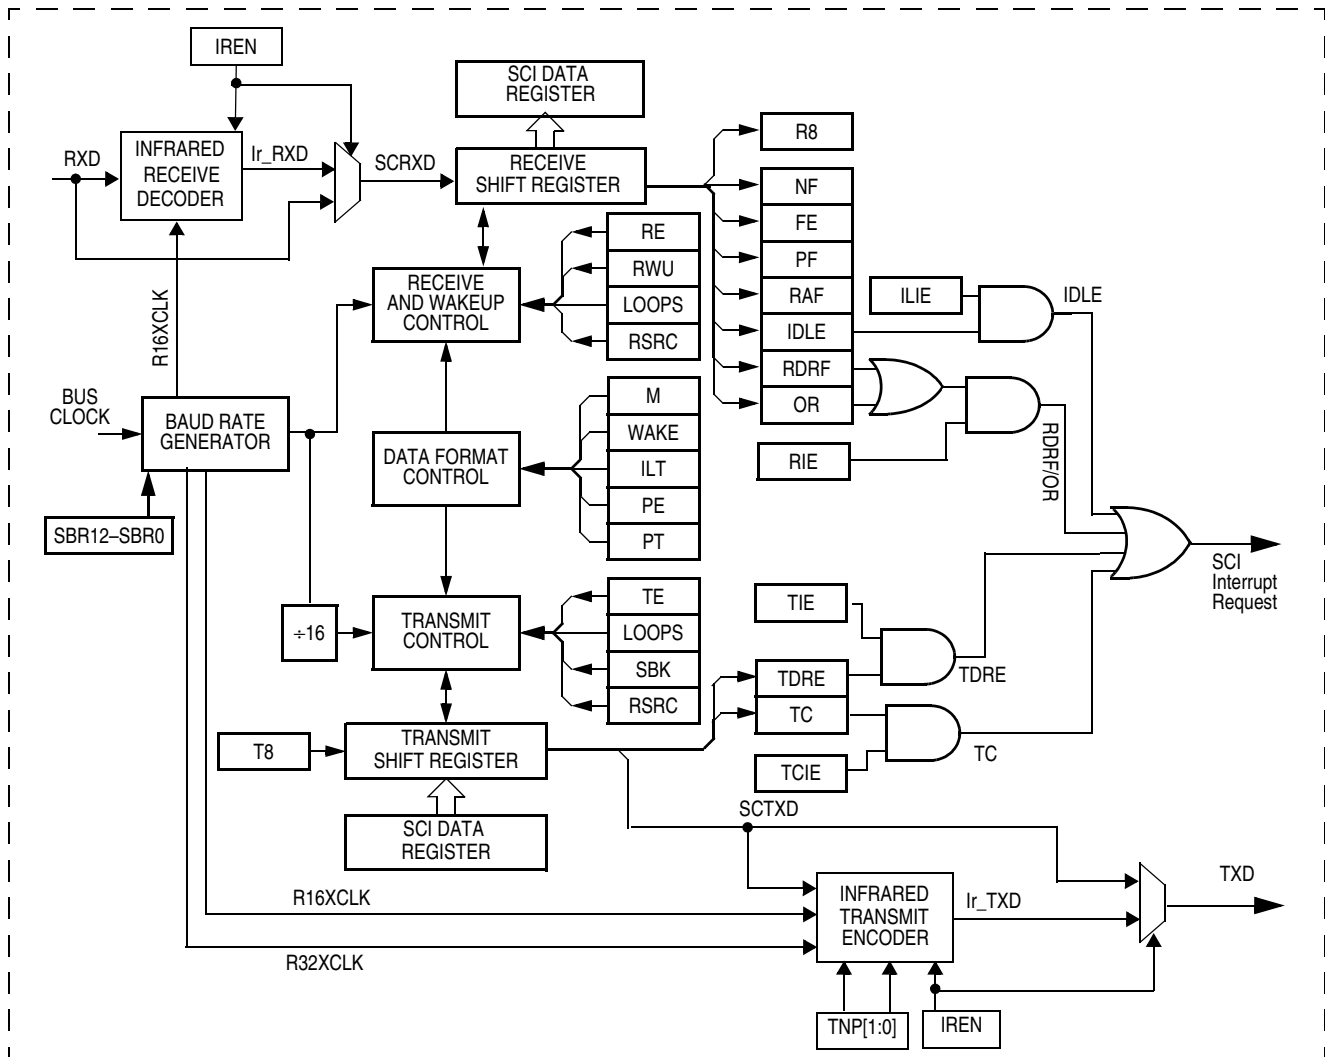 IREN
SCI DATA
REGISTER
RXD
INFRARED
RECEIVE
DECODER
Ir_RXD
SCRXD
RECEIVE
SHIFT REGISTER
R8
NF
FE
PF
RAF
IDLE
RDRF
OR
RE
RWU
LOOPS
RSRC
RECEIVE
AND WAKEUP
CONTROL
R16XCLK
ILIE
IDLE
BUS
CLOCK
BAUD RATE
GENERATOR
SBR12–SBR0
DATA FORMAT
CONTROL
M
WAKE
ILT
PE
PT
RIE
RDRF/OR
SCI
Interrupt
Request
÷16
TRANSMIT
CONTROL
TE
LOOPS
SBK
RSRC
TIE
TDRE
TC
TCIE
TDRE
TC
T8
TRANSMIT
SHIFT REGISTER
SCI DATA
REGISTER
SCTXD
R16XCLK
R32XCLK
INFRARED
TRANSMIT
ENCODER
Ir_TXD
TXD
TNP[1:0]
IREN